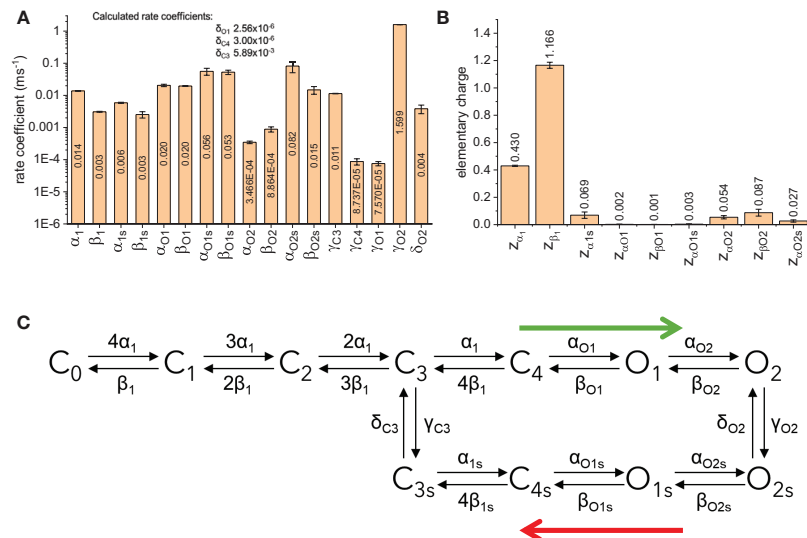 A
Calculated rate coefficients:
δO1 2.56x10-6
δC4 3.00x10-6
δC3 5.89x10-3
rate coefficient (ms-1)
1
0.1
0.01
0.001
1E-4
1E-5
1E-6
0.014
0.003
0.006
0.003
0.020
0.020
0.056
0.053
3.466E-04
8.864E-04
0.082
0.015
0.011
8.737E-05
7.570E-05
1.599
0.004
α1 β1 α1s β1s αO1 βO1 αO1s βO1s αO2 βO2 αO2s βO2s γC3 γC4 γO1 γO2 δO2
B
elementary charge
1.4
1.2
1.0
0.8
0.6
0.4
0.2
0.0
0.430
1.166
0.069
0.002
0.001
0.003
0.054
0.087
0.027
zα1 zβ1 zα1s zαO1 zβO1 zαO1s zαO2 zβO2 zαO2s
C
4α1 3α1 2α1 α1 αO1 αO2
C0 C1 C2 C3 C4 O1 O2
β1 2β1 3β1 4β1 βO1 βO2
δC3 γC3 δO2 γO2
α1s αO1s αO2s
C3s C4s O1s O2s
4β1s βO1s βO2s